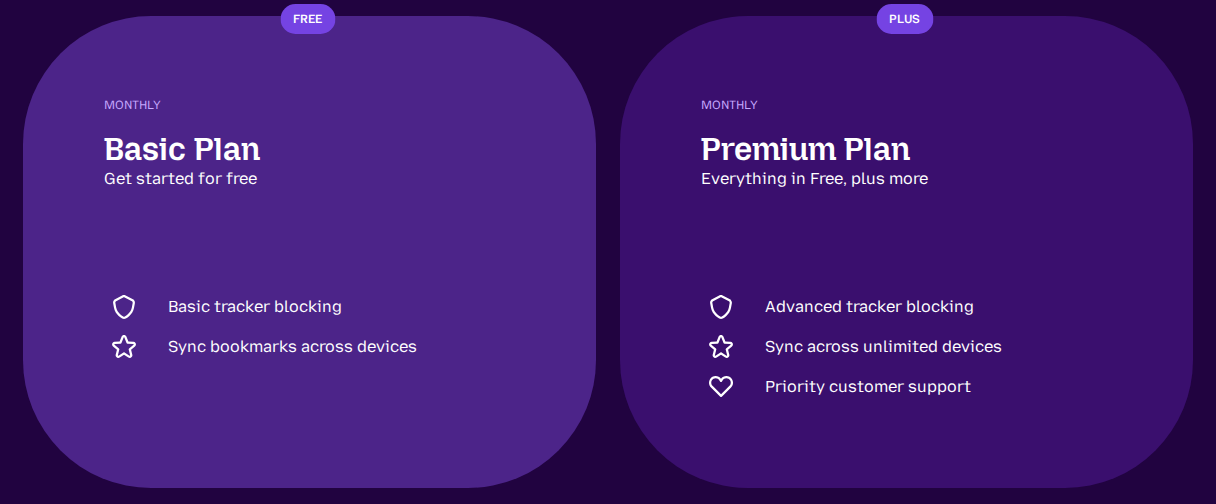 FREE
MONTHLY
Basic Plan
Get started for free
Basic tracker blocking
Sync bookmarks across devices
PLUS
MONTHLY
Premium Plan
Everything in Free, plus more
Advanced tracker blocking
Sync across unlimited devices
Priority customer support